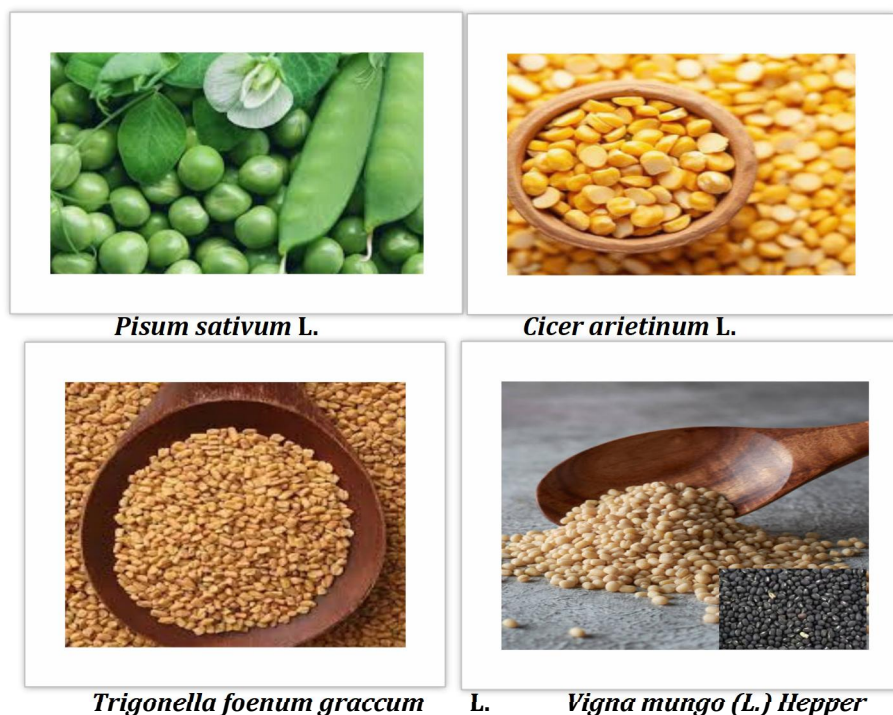 Pisum sativum L.
Cicer arietinum L.
Trigonella foenum graccum L.
Vigna mungo (L.) Hepper